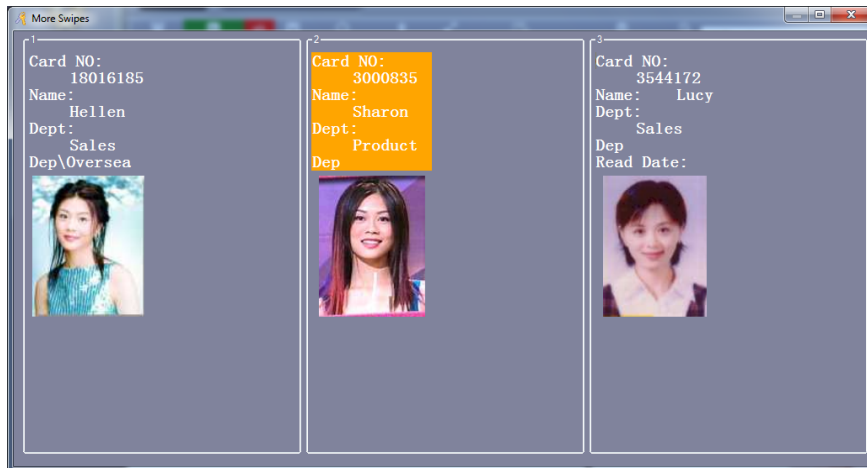 More Swipes
1
Card NO:
18016185
Name:
Hellen
Dept:
Sales
Dep\Oversea
2
Card NO:
3000835
Name:
Sharon
Dept:
Product
Dep
3
Card NO:
3544172
Name: Lucy
Dept:
Sales
Dep
Read Date: